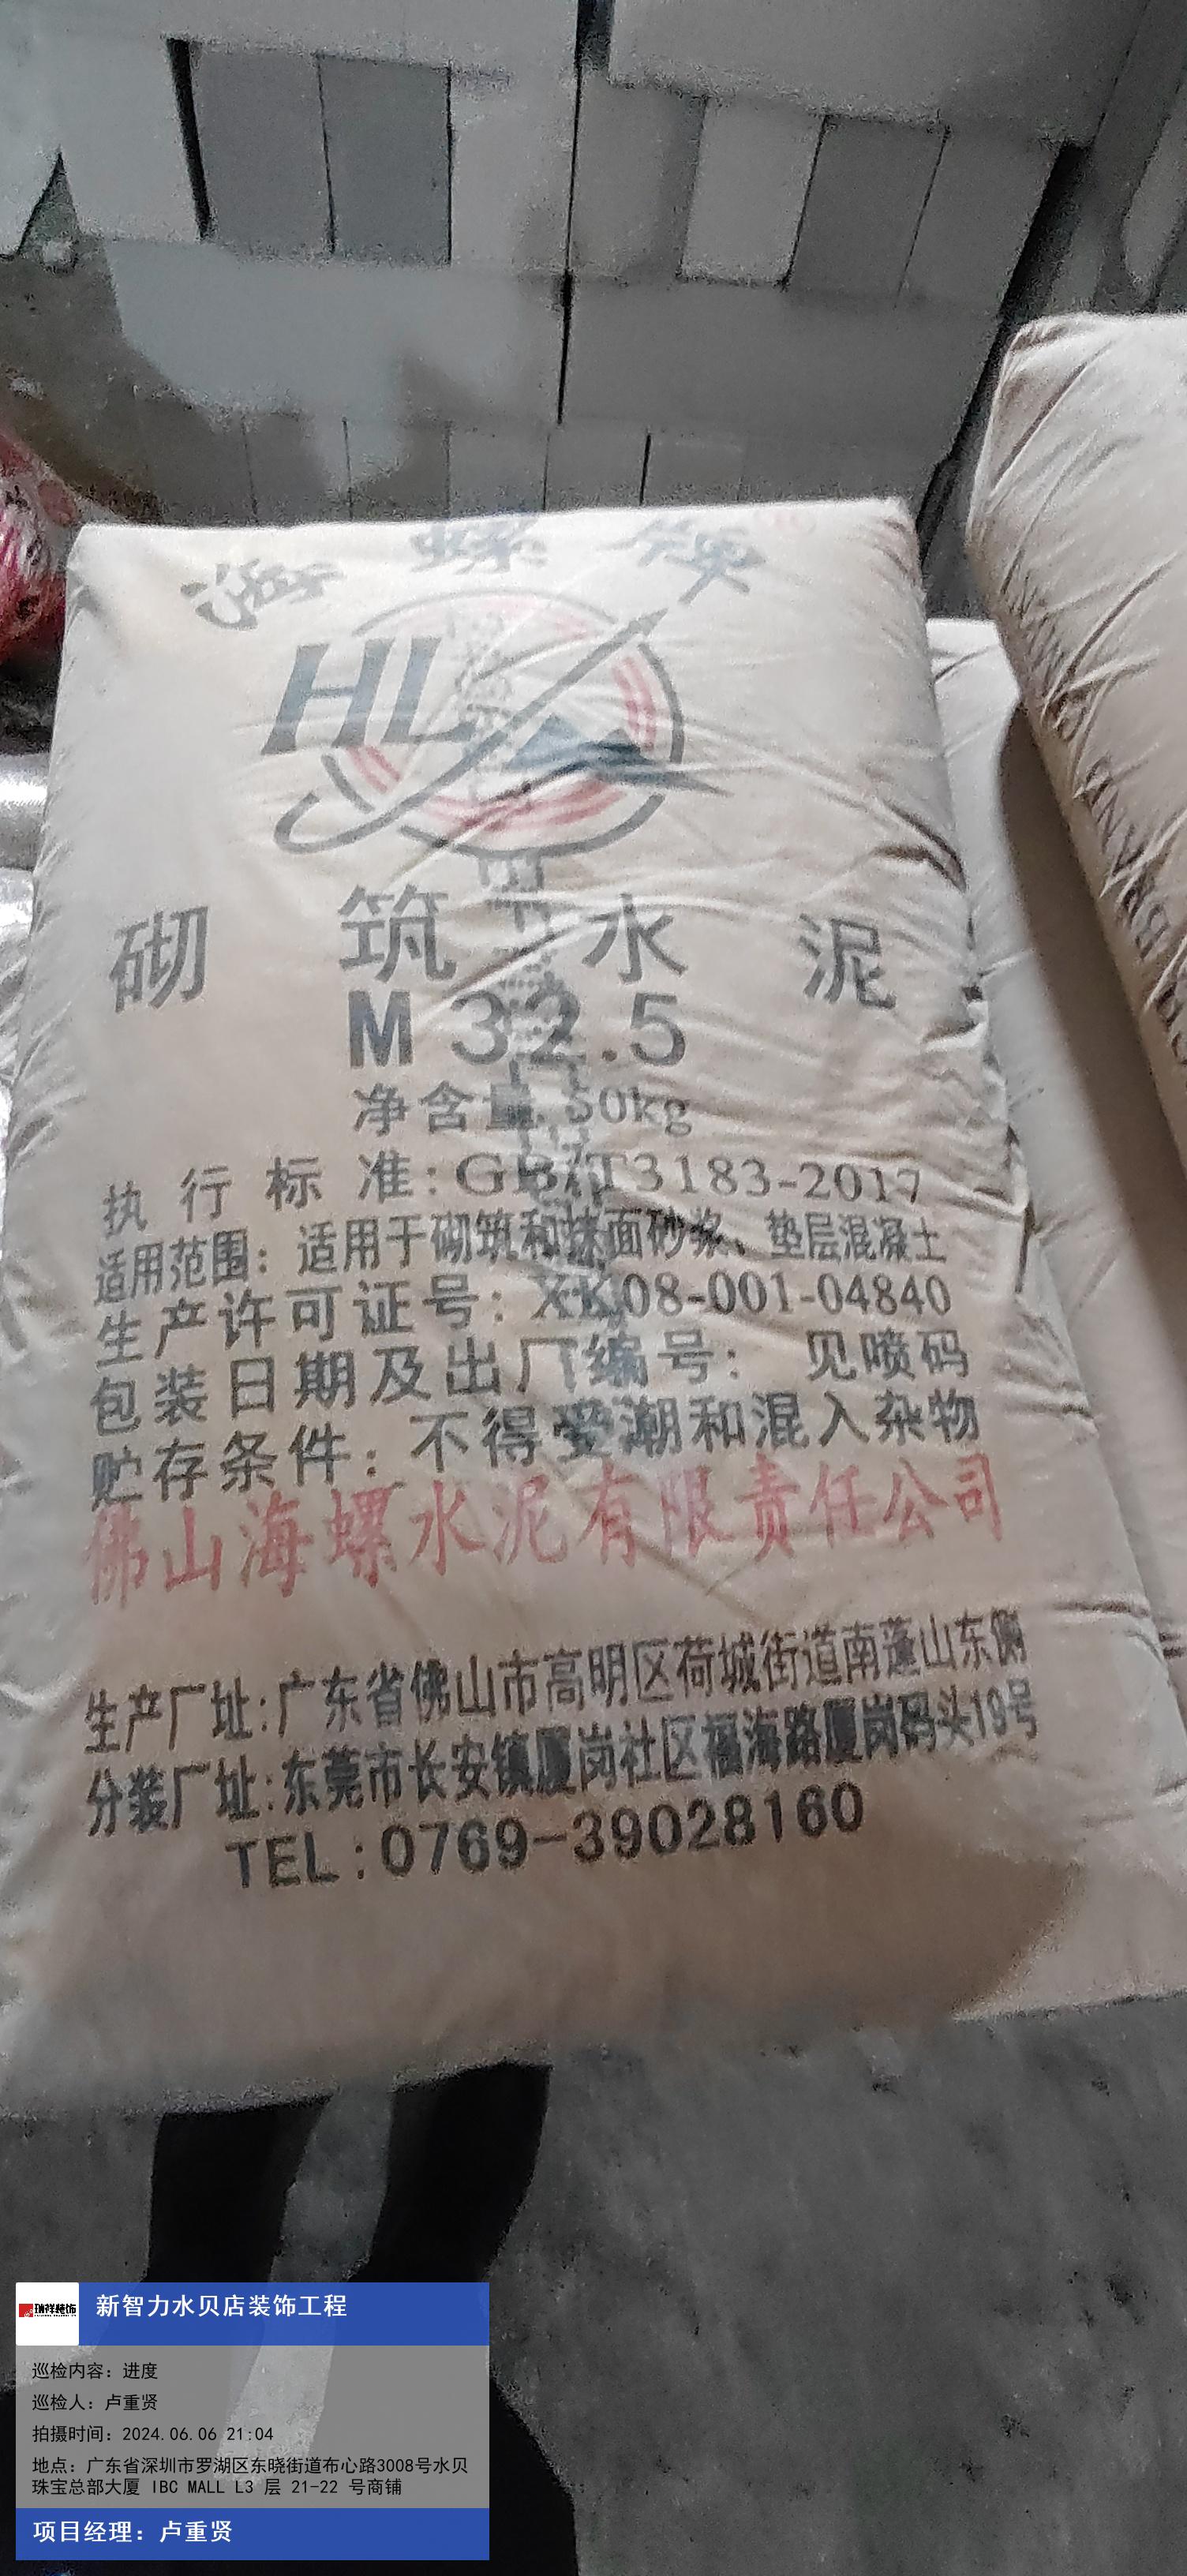 海螺牌
HL
砌筑水泥
M 32.5
净含量 50kg
执行标准:GB/T3183-2017
适用范围：适用于砌筑和抹面砂浆、垫层混凝土
生产许可证号：XK08-001-04840
包装日期及出厂编号：见喷码
贮存条件：不得受潮和混入杂物
佛山海螺水泥有限责任公司
生产厂址:广东省佛山市高明区荷城街道南蓬山东侧
分装厂址:东莞市长安镇厦岗社区福海路厦岗码头19号
TEL:0769-39028160
瑞祥装饰
新智力水贝店装饰工程
巡检内容：进度
巡检人：卢重贤
拍摄时间：2024.06.06 21:04
地点：广东省深圳市罗湖区东晓街道布心路3008号水贝
珠宝总部大厦 IBC MALL L3 层 21-22 号商铺
项目经理：卢重贤